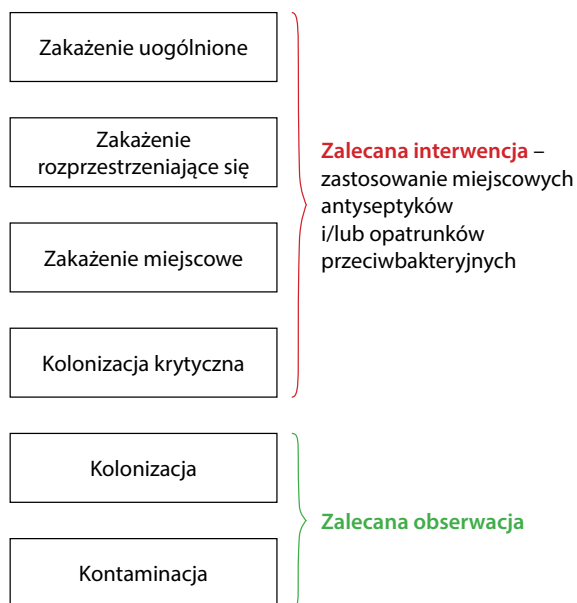 Zakażenie uogólnione
Zakażenie
rozprzestrzeniające się
Zakażenie miejscowe
Kolonizacja krytyczna
Zalecana interwencja –
zastosowanie miejscowych
antyseptyków
i/lub opatrunków
przeciwbakteryjnych
Kolonizacja
Kontaminacja
Zalecana obserwacja